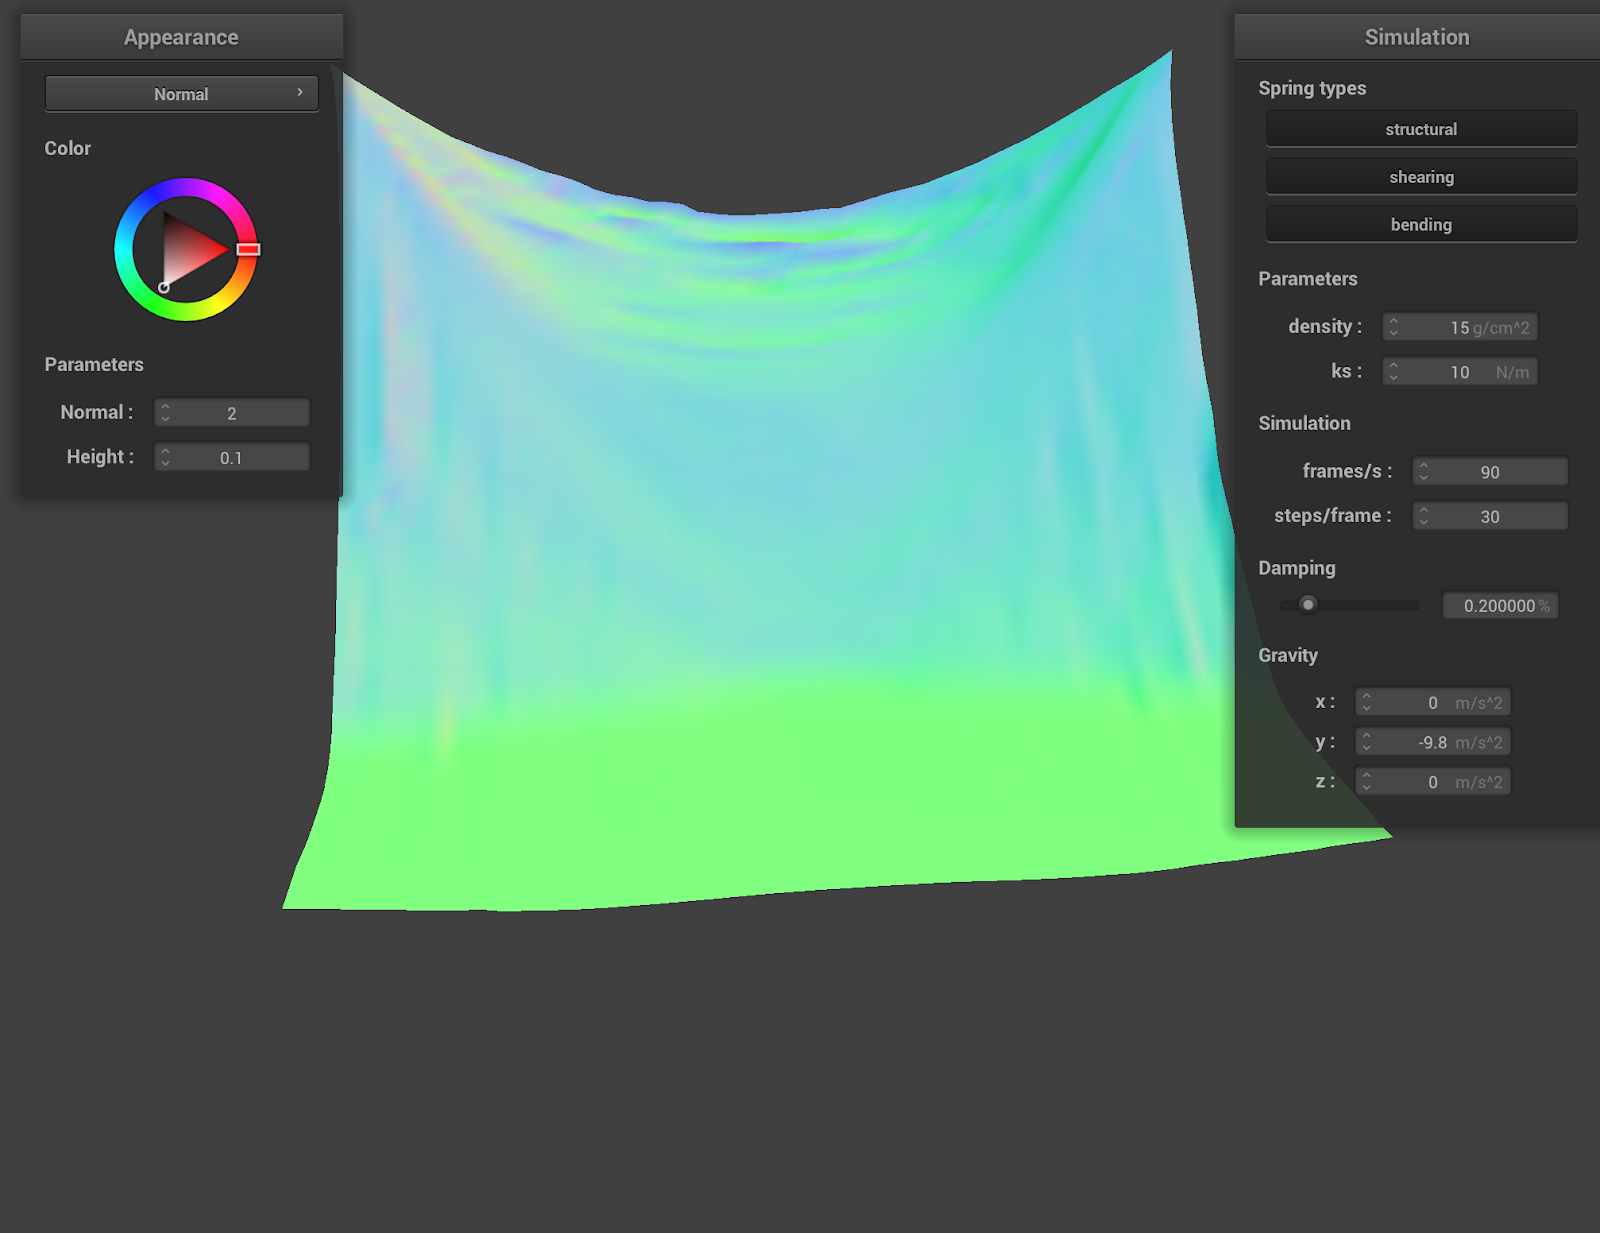 Appearance
Normal
Color
Parameters
Normal : 2
Height : 0.1
Simulation
Spring types
structural
shearing
bending
Parameters
density : 15 g/cm^2
ks : 10 N/m
Simulation
frames/s : 90
steps/frame : 30
Damping
0.200000 %
Gravity
x : 0 m/s^2
y : -9.8 m/s^2
z : 0 m/s^2